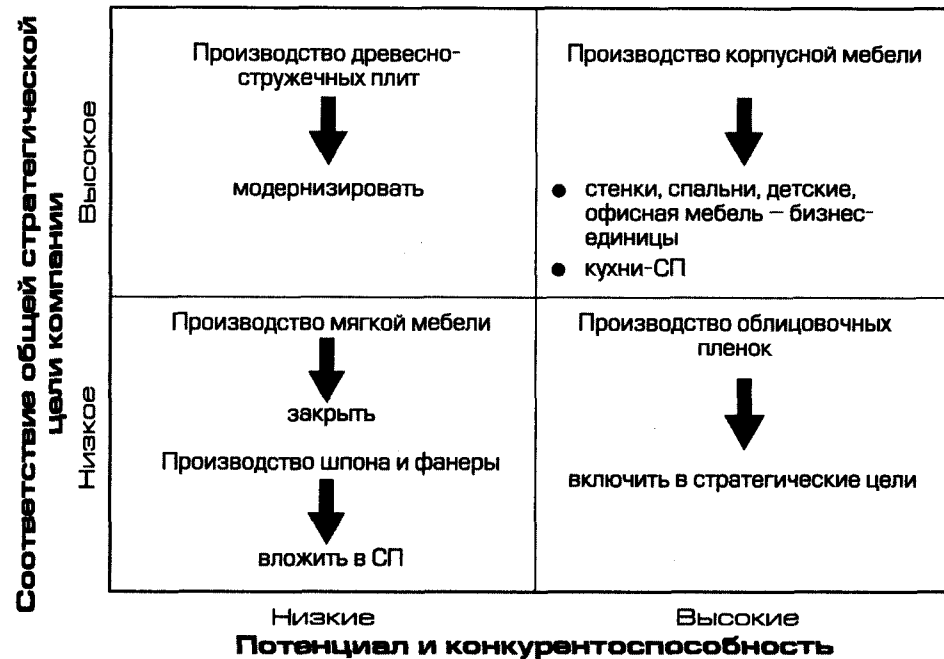 Соответствие общей стратегической
цели компании
Высокое
Низкое
Производство древесно-
стружечных плит
модернизировать
Производство корпусной мебели
● стенки, спальни, детские,
офисная мебель – бизнес-
единицы
● кухни-СП
Производство мягкой мебели
закрыть
Производство шпона и фанеры
вложить в СП
Производство облицовочных
пленок
включить в стратегические цели
Низкие
Высокие
Потенциал и конкурентоспособность